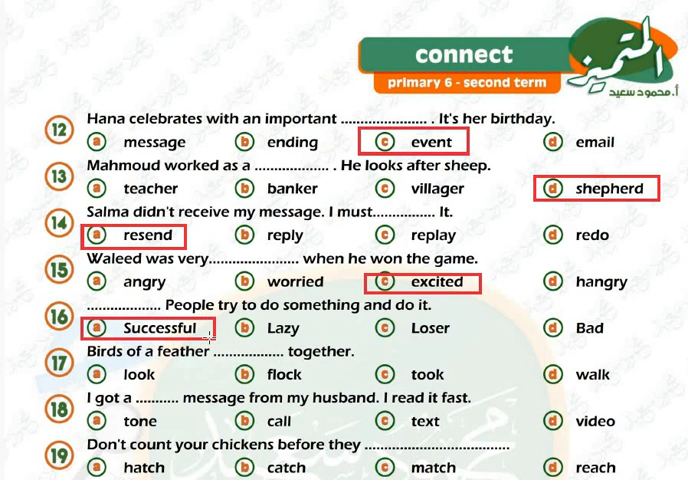 connect
primary 6 - second term
المتميز
أ. محمود سعيد
12 Hana celebrates with an important ..................... . It's her birthday.
a message b ending c event d email
13 Mahmoud worked as a .................. . He looks after sheep.
a teacher b banker c villager d shepherd
14 Salma didn't receive my message. I must............... It.
a resend b reply c replay d redo
15 Waleed was very...................... when he won the game.
a angry b worried c excited d hangry
16 .................. People try to do something and do it.
a Successful b Lazy c Loser d Bad
17 Birds of a feather ................. together.
a look b flock c took d walk
18 I got a ........... message from my husband. I read it fast.
a tone b call c text d video
19 Don't count your chickens before they ...................................
a hatch b catch c match d reach